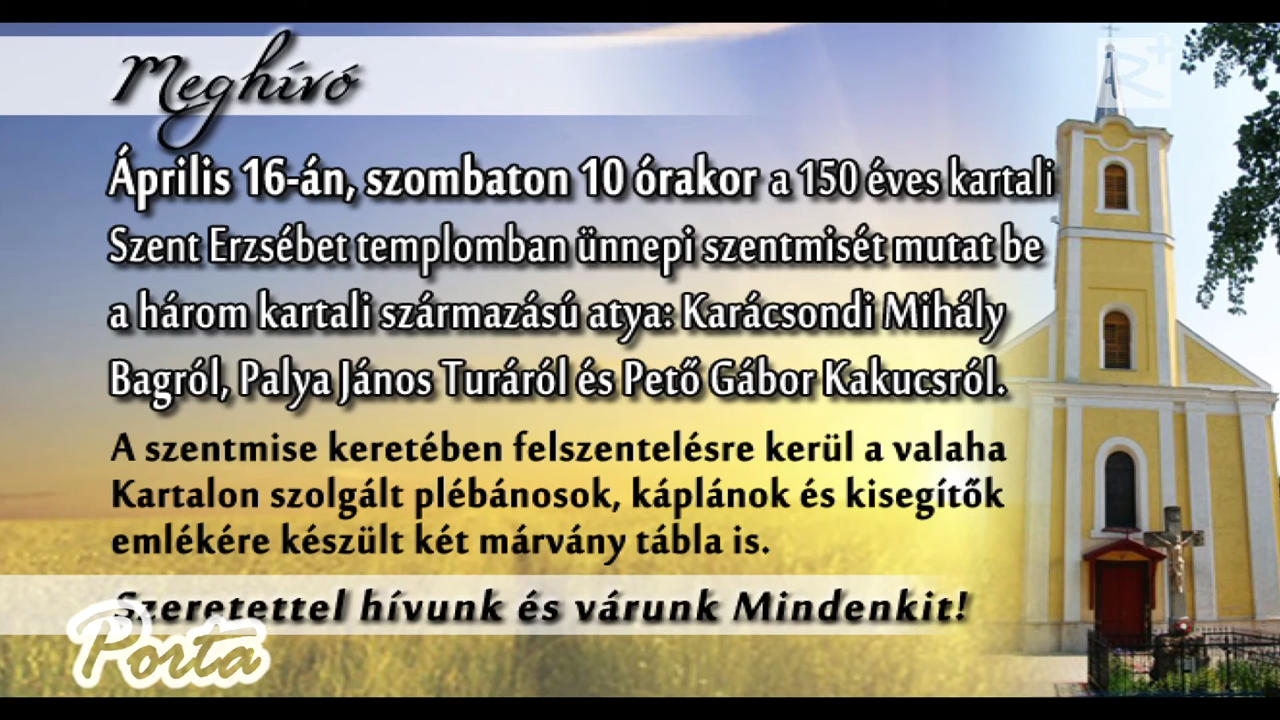 Meghívó
Április 16-án, szombaton 10 órakor a 150 éves kartali
Szent Erzsébet templomban ünnepi szentmisét mutat be
a három kartali származású atya: Karácsondi Mihály
Bagról, Palya János Turáról és Pető Gábor Kakucsról.
A szentmise keretében felszentelésre kerül a valaha
Kartalon szolgált plébánosok, káplánok és kisegítők
emlékére készült két márvány tábla is.
Szeretettel hívunk és várunk Mindenkit!
Porta
R+